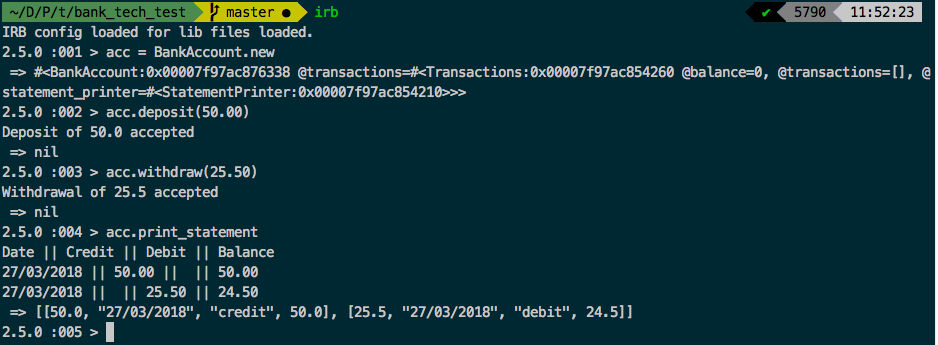 ~/D/P/t/bank_tech_test master ● irb ✔ 5790 11:52:23
IRB config loaded for lib files loaded.
2.5.0 :001 > acc = BankAccount.new
 => #<BankAccount:0x00007f97ac876338 @transactions=#<Transactions:0x00007f97ac854260 @balance=0, @transactions=[], @
statement_printer=#<StatementPrinter:0x00007f97ac854210>>>
2.5.0 :002 > acc.deposit(50.00)
Deposit of 50.0 accepted
 => nil
2.5.0 :003 > acc.withdraw(25.50)
Withdrawal of 25.5 accepted
 => nil
2.5.0 :004 > acc.print_statement
Date || Credit || Debit || Balance
27/03/2018 || 50.00 ||  || 50.00
27/03/2018 ||  || 25.50 || 24.50
 => [[50.0, "27/03/2018", "credit", 50.0], [25.5, "27/03/2018", "debit", 24.5]]
2.5.0 :005 >